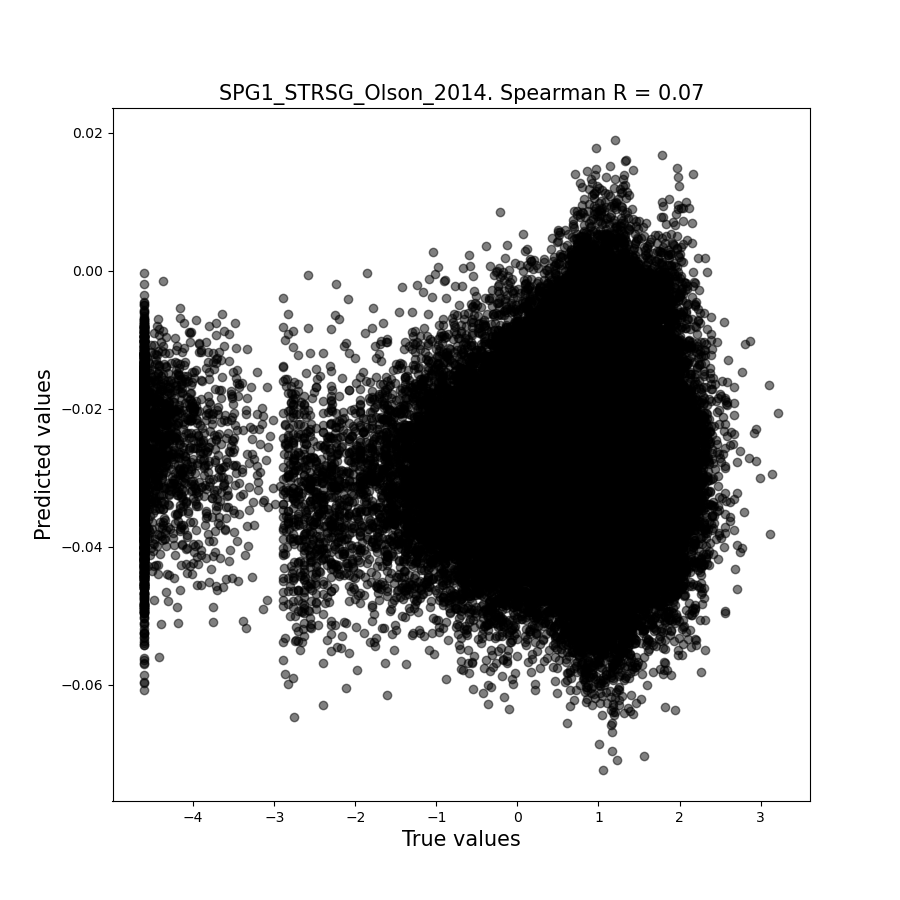 SPG1_STRSG_Olson_2014. Spearman R = 0.07
0.02
0.00
−0.02
−0.04
−0.06
Predicted values
−4 −3 −2 −1 0 1 2 3
True values